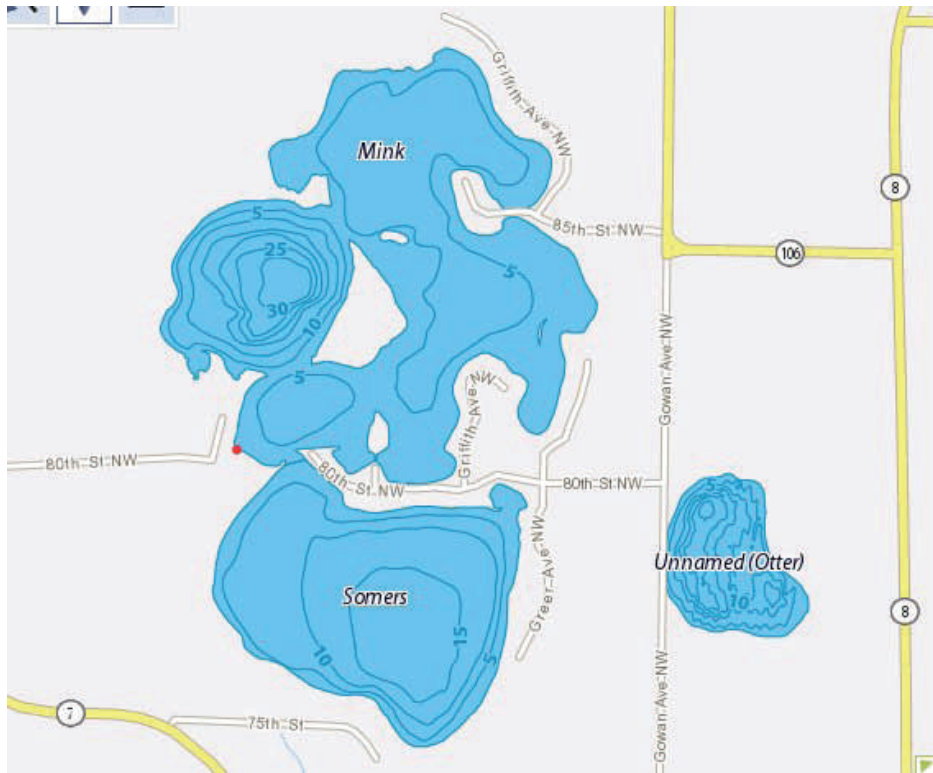 Griffith Ave NW
Mink
8
85th St NW
5
25
106
5
30
10
Gowan Ave NW
5
Griffith Ave NW
80th St NW
80th St NW
80th St NW
5
Unnamed (Otter)
10
Somers
Greer Ave NW
15
8
10
5
Gowan Ave NW
7
75th St